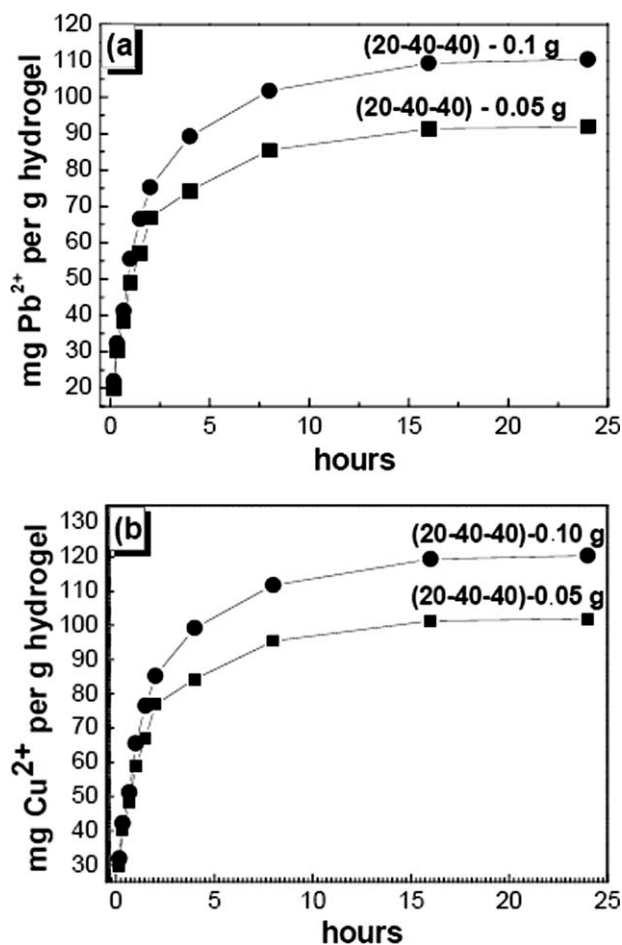 (a)
(20-40-40) - 0.1 g
(20-40-40) - 0.05 g
mg Pb²⁺ per g hydrogel
120
110
100
90
80
70
60
50
40
30
20
0 5 10 15 20 25
hours
(b)
(20-40-40)-0.10 g
(20-40-40)-0.05 g
mg Cu²⁺ per g hydrogel
130
120
110
100
90
80
70
60
50
40
30
0 5 10 15 20 25
hours